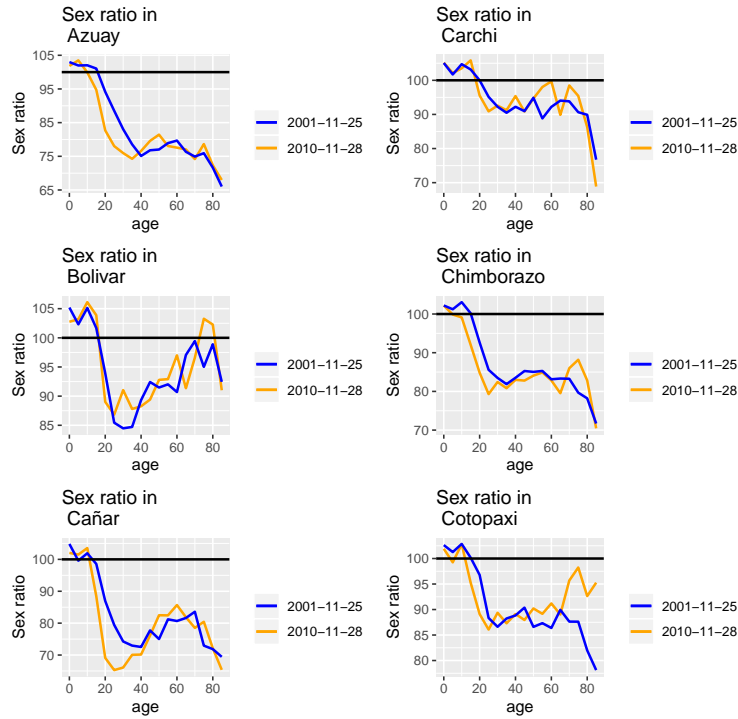 Sex ratio in
Azuay
105
95
85
75
65
Sex ratio
0 20 40 60 80
age
2001−11−25
2010−11−28
Sex ratio in
Carchi
100
90
80
70
Sex ratio
0 20 40 60 80
age
2001−11−25
2010−11−28
Sex ratio in
Bolivar
105
100
95
90
85
Sex ratio
0 20 40 60 80
age
2001−11−25
2010−11−28
Sex ratio in
Chimborazo
100
90
80
70
Sex ratio
0 20 40 60 80
age
2001−11−25
2010−11−28
Sex ratio in
Cañar
100
90
80
70
Sex ratio
0 20 40 60 80
age
2001−11−25
2010−11−28
Sex ratio in
Cotopaxi
100
95
90
85
80
Sex ratio
0 20 40 60 80
age
2001−11−25
2010−11−28